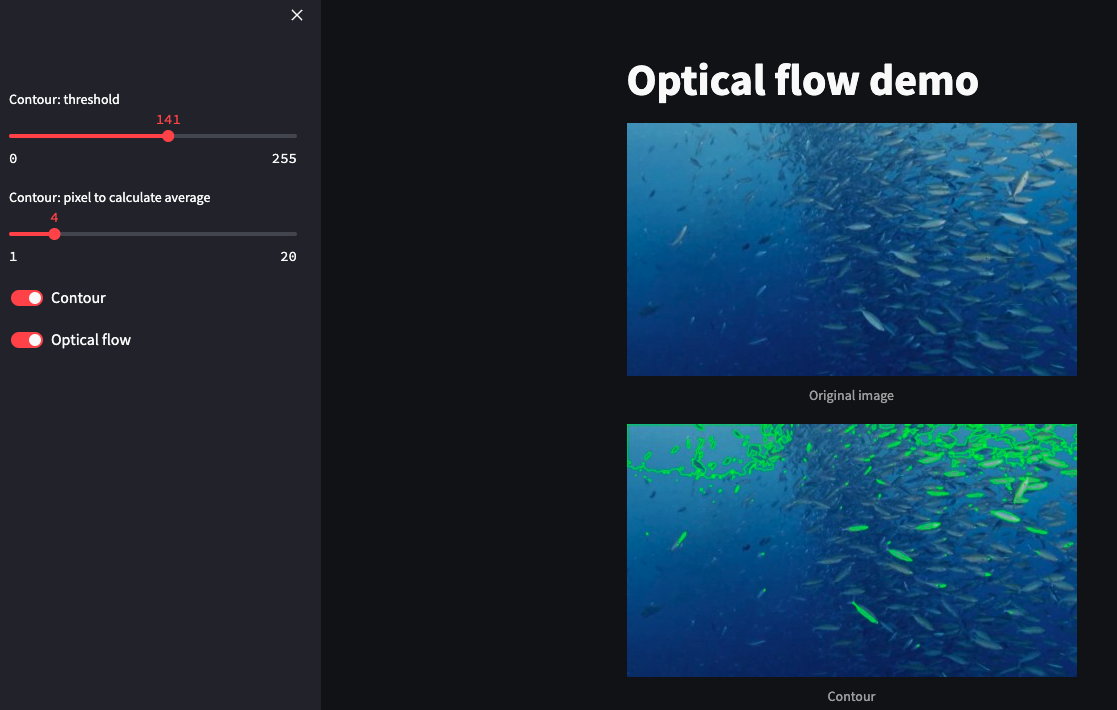 Contour: threshold
141
0 255
Contour: pixel to calculate average
4
1 20
Contour
Optical flow
Optical flow demo
Original image
Contour